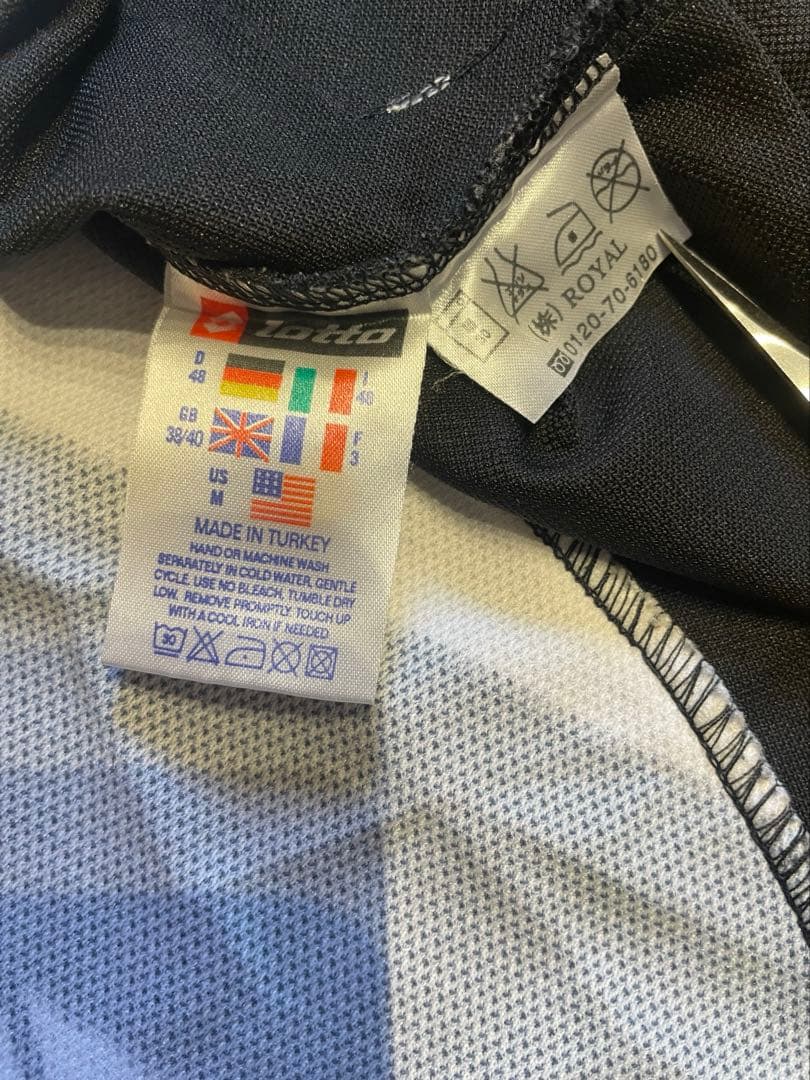 lotto
D
48
I
48
GB
38/40
F
3
US
M
MADE IN TURKEY
HAND OR MACHINE WASH
SEPARATELY IN COLD WATER, GENTLE
CYCLE. USE NO BLEACH, TUMBLE DRY
LOW. REMOVE PROMPTLY. TOUCH UP
WITH A COOL IRON IF NEEDED
30
(株) ROYAL
0120-70-6180